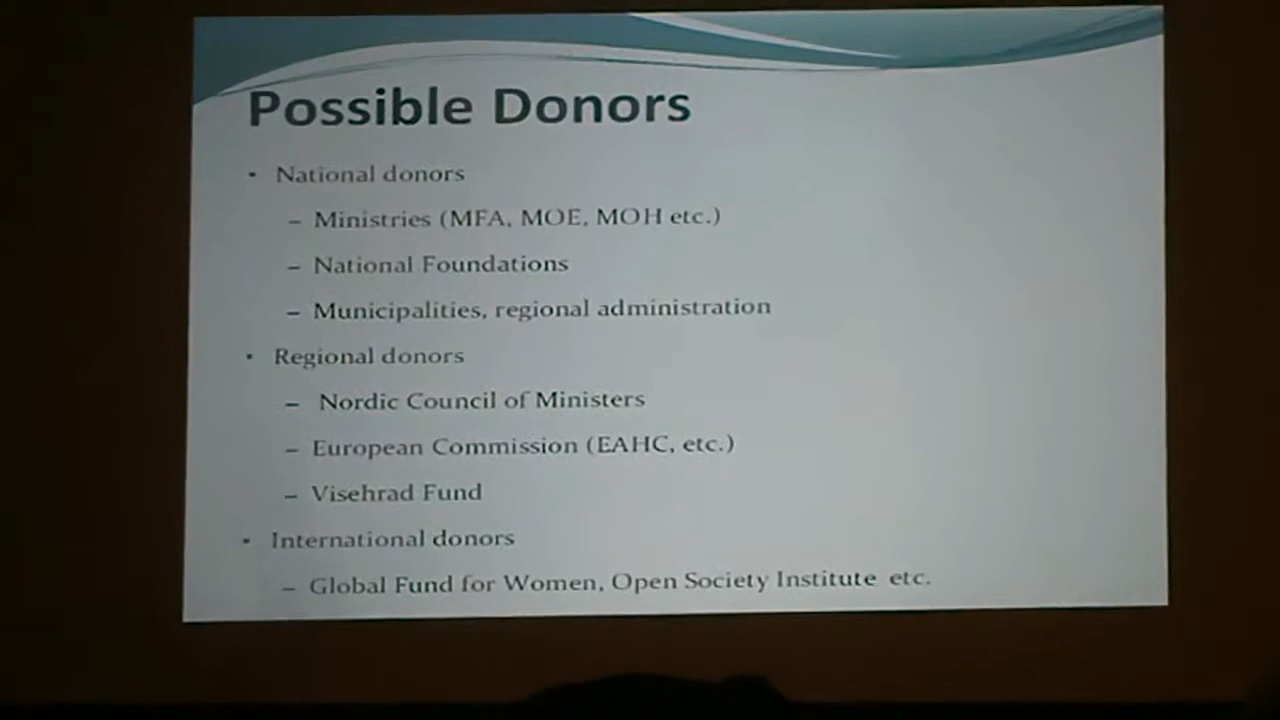 Possible Donors
• National donors
– Ministries (MFA, MOE, MOH etc.)
– National Foundations
– Municipalities, regional administration
• Regional donors
– Nordic Council of Ministers
– European Commission (EAHC, etc.)
– Visehrad Fund
• International donors
– Global Fund for Women, Open Society Institute etc.